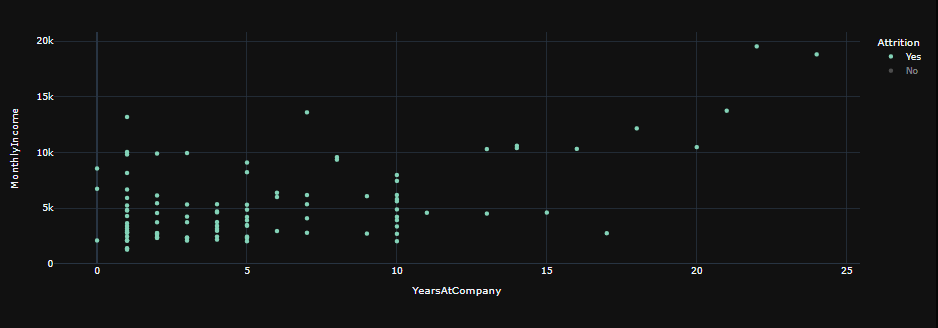 20k
15k
10k
5k
0
MonthlyIncome
0 5 10 15 20 25
YearsAtCompany
Attrition
Yes
No